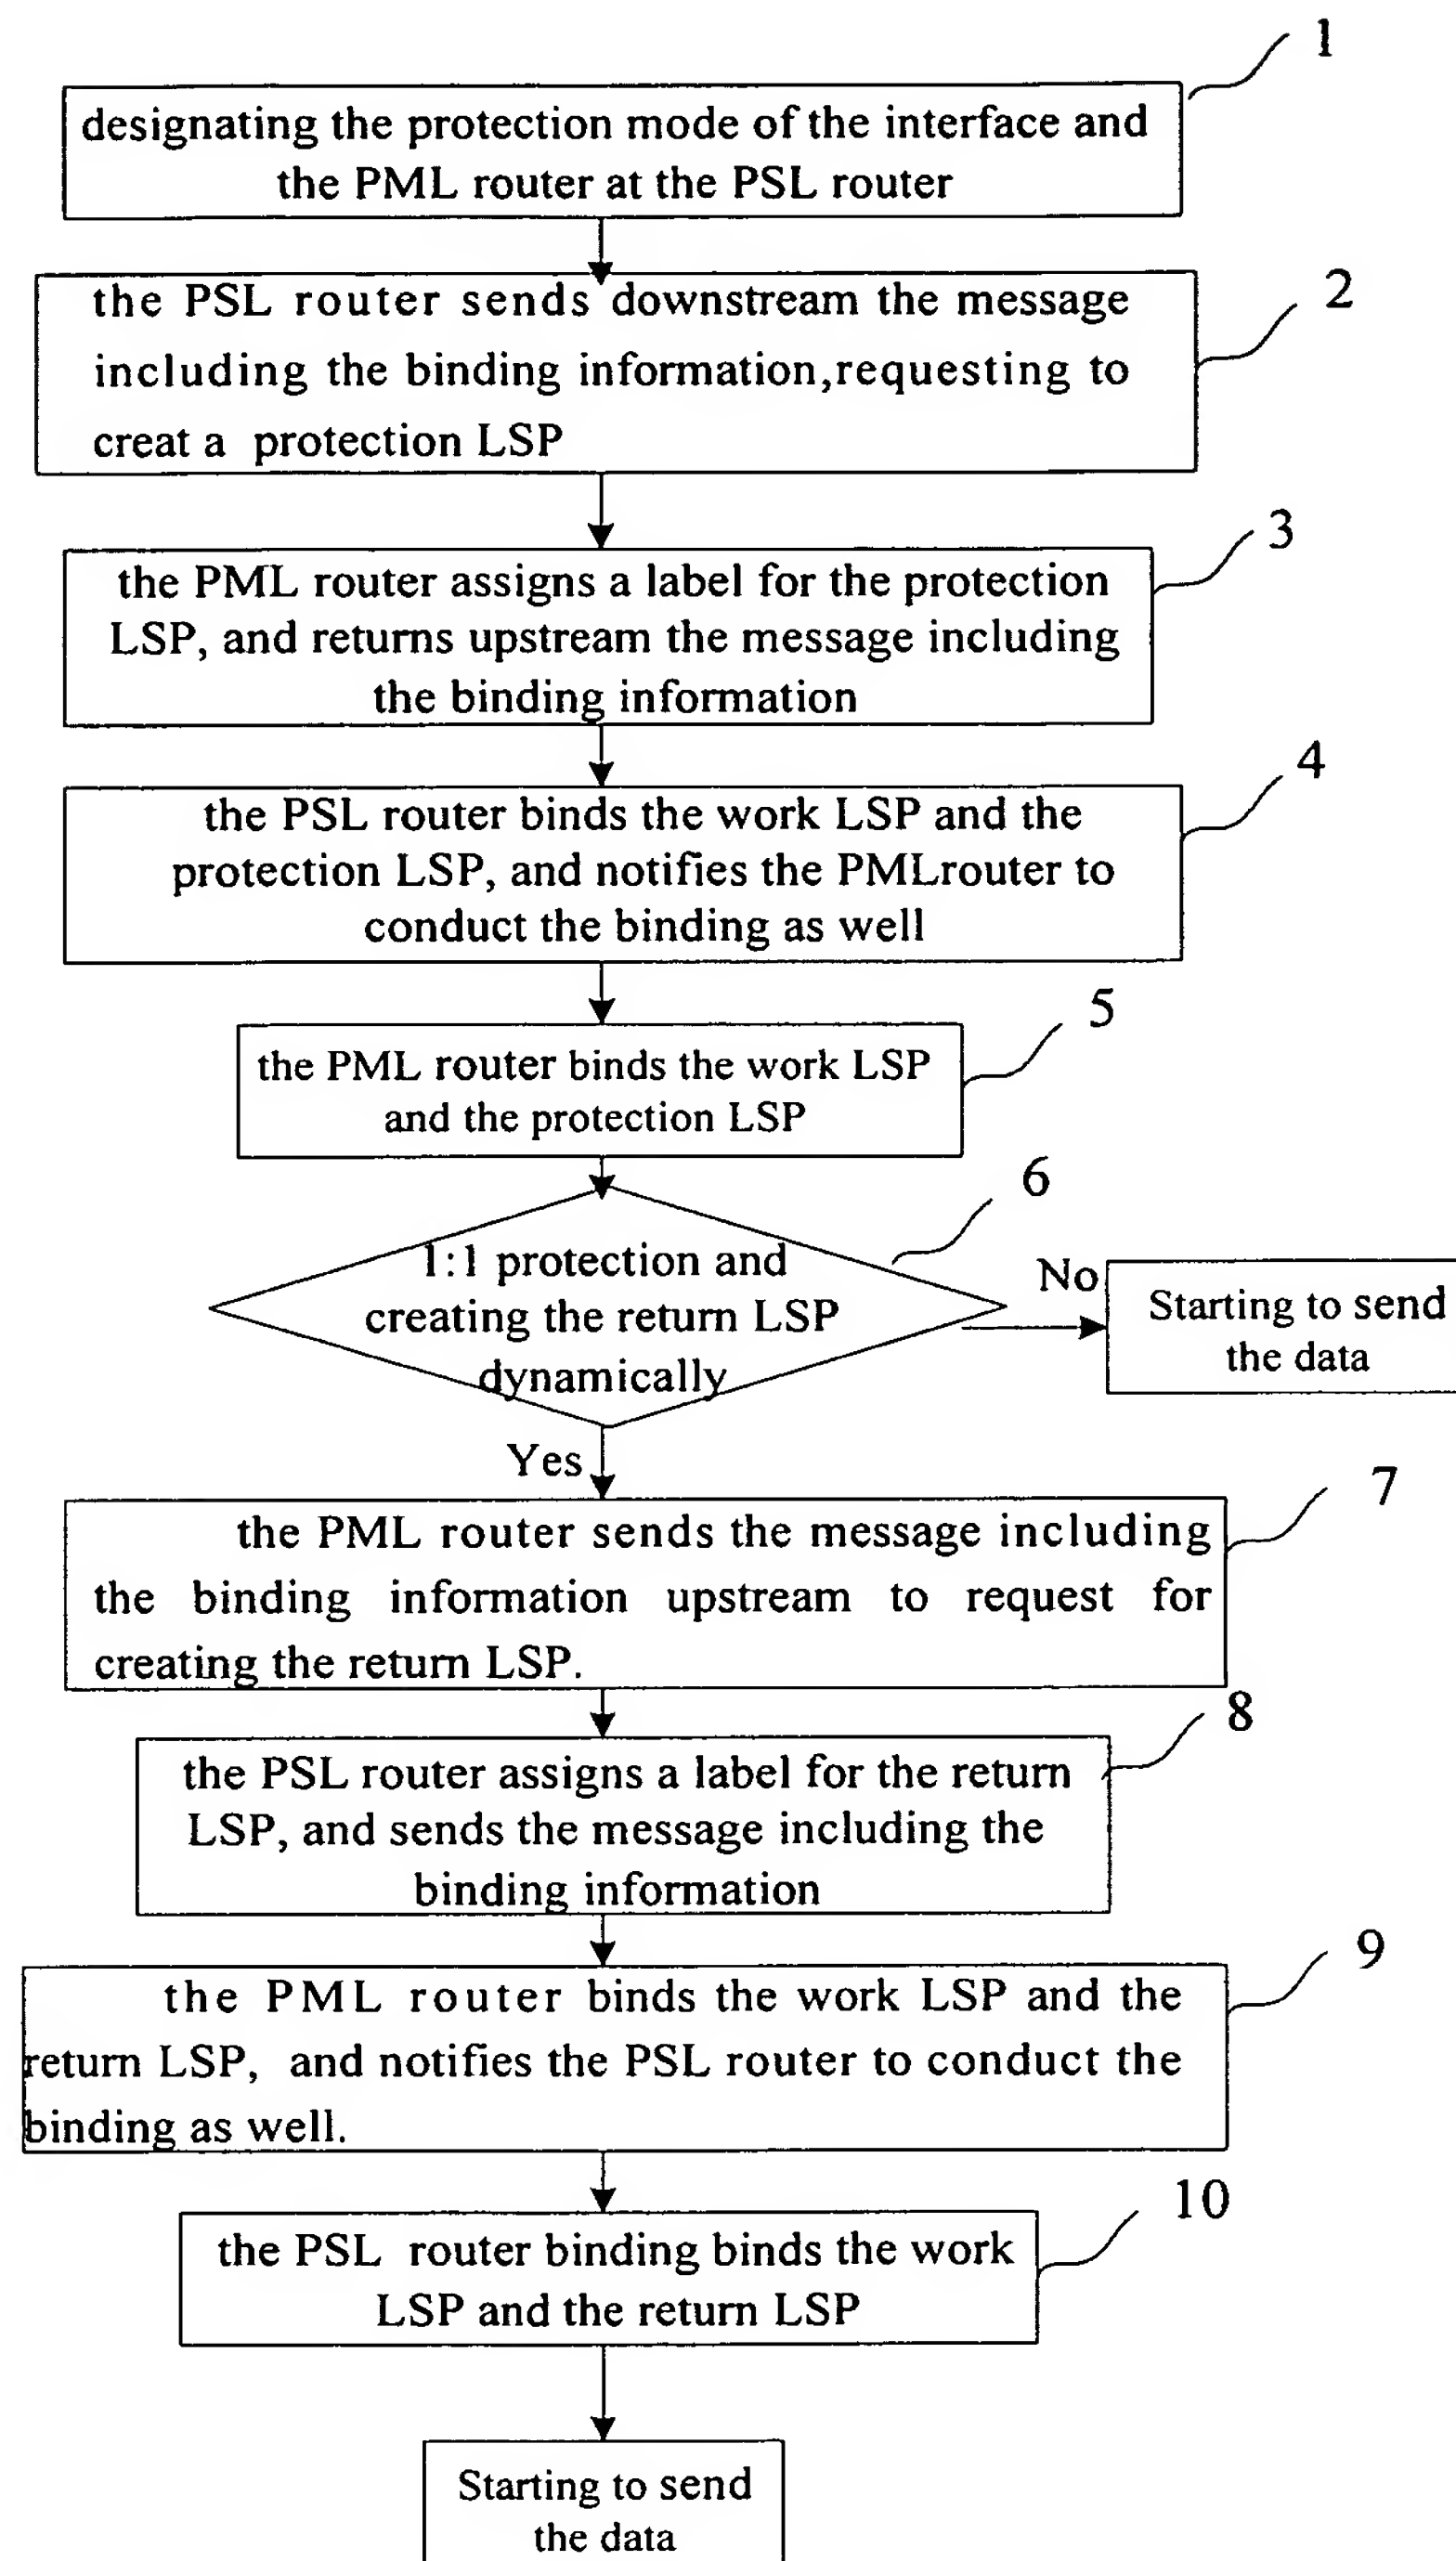 1
designating the protection mode of the interface and
the PML router at the PSL router
2
the PSL router sends downstream the message
including the binding information,requesting to
creat a protection LSP
3
the PML router assigns a label for the protection
LSP, and returns upstream the message including
the binding information
4
the PSL router binds the work LSP and the
protection LSP, and notifies the PMLrouter to
conduct the binding as well
5
the PML router binds the work LSP
and the protection LSP
6
1:1 protection and
creating the return LSP
dynamically
No
Starting to send
the data
Yes
7
the PML router sends the message including
the binding information upstream to request for
creating the return LSP.
8
the PSL router assigns a label for the return
LSP, and sends the message including the
binding information
9
the PML router binds the work LSP and the
return LSP, and notifies the PSL router to conduct the
binding as well.
10
the PSL router binding binds the work
LSP and the return LSP
Starting to send
the data